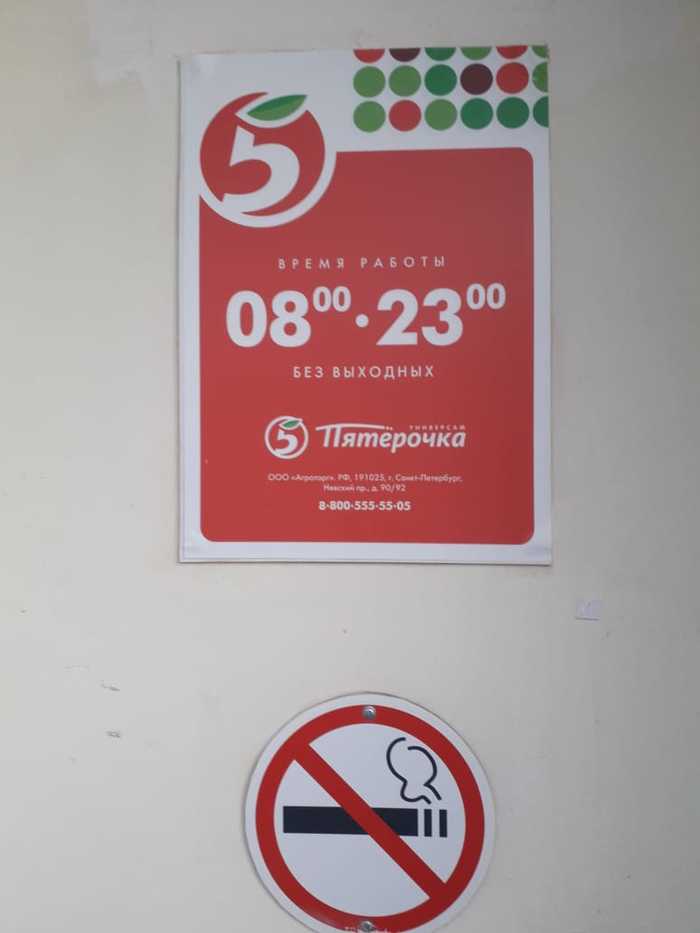 5
ВРЕМЯ РАБОТЫ
08⁰⁰·23⁰⁰
БЕЗ ВЫХОДНЫХ
УНИВЕРСАМ
5 Пятёрочка
ООО «Агроторг». РФ, 191025, г. Санкт-Петербург,
Невский пр., д. 90/92
8-800-555-55-05